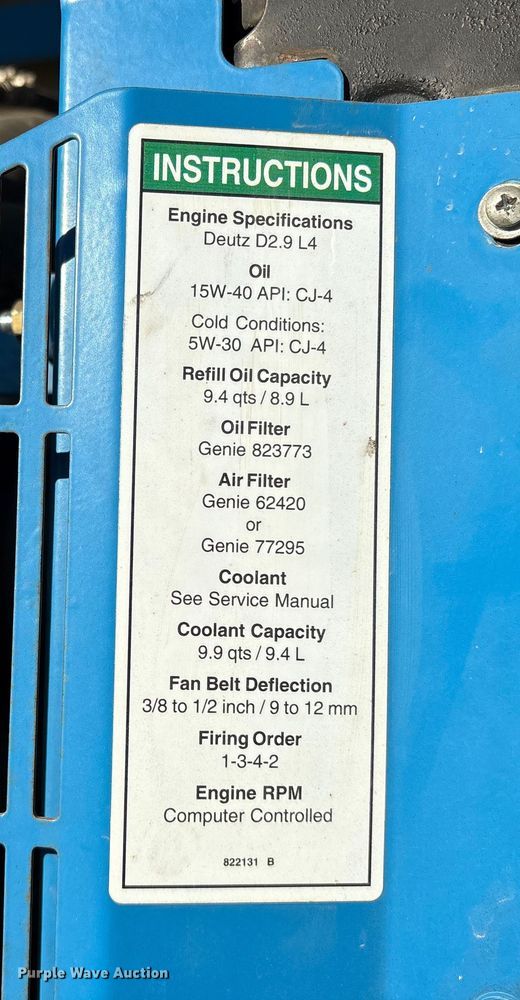 INSTRUCTIONS
Engine Specifications
Deutz D2.9 L4
Oil
15W-40 API: CJ-4
Cold Conditions:
5W-30 API: CJ-4
Refill Oil Capacity
9.4 qts / 8.9 L
Oil Filter
Genie 823773
Air Filter
Genie 62420
or
Genie 77295
Coolant
See Service Manual
Coolant Capacity
9.9 qts / 9.4 L
Fan Belt Deflection
3/8 to 1/2 inch / 9 to 12 mm
Firing Order
1-3-4-2
Engine RPM
Computer Controlled
822131 B
Purple Wave Auction